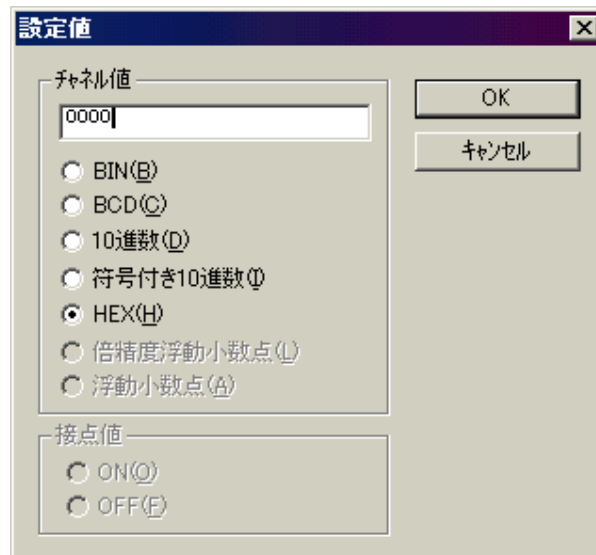 設定値
チャネル値
0000
BIN(B)
BCD(C)
10進数(D)
符号付き10進数(I)
HEX(H)
倍精度浮動小数点(L)
浮動小数点(A)
接点値
ON(O)
OFF(F)
OK
キャンセル